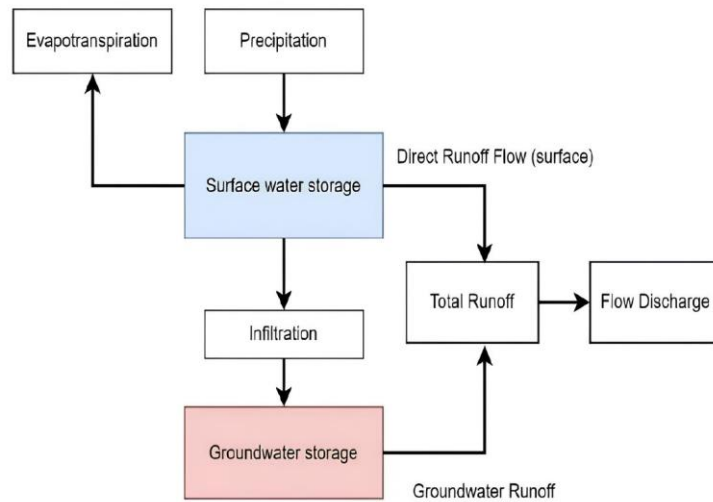 Evapotranspiration
Precipitation
Direct Runoff Flow (surface)
Surface water storage
Total Runoff
Flow Discharge
Infiltration
Groundwater storage
Groundwater Runoff